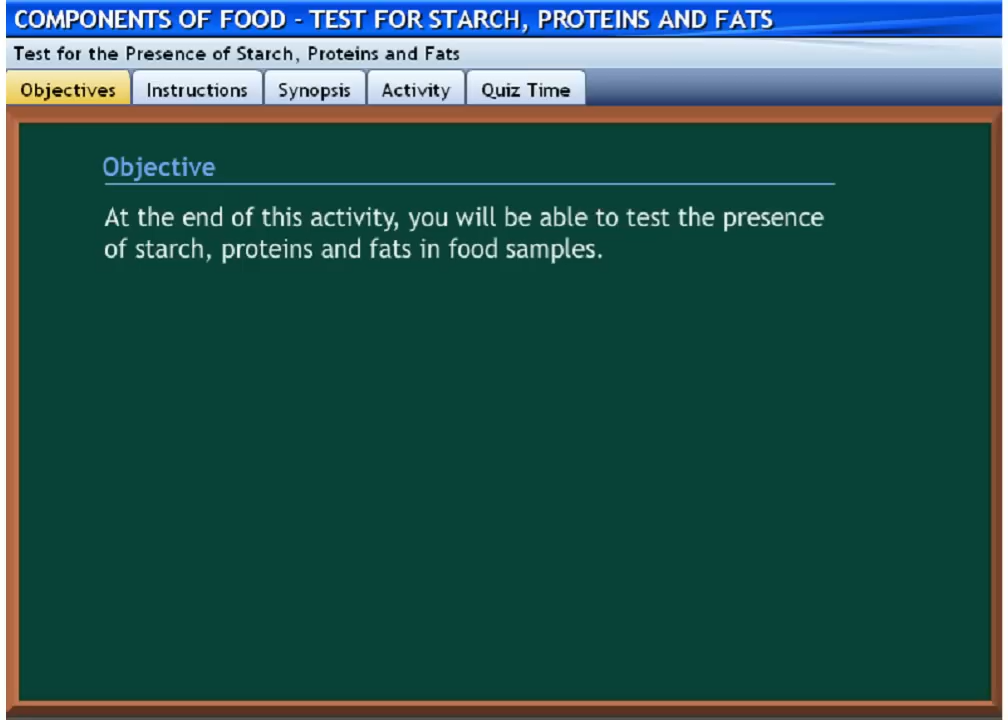 COMPONENTS OF FOOD - TEST FOR STARCH, PROTEINS AND FATS
Test for the Presence of Starch, Proteins and Fats
Objectives Instructions Synopsis Activity Quiz Time
Objective
At the end of this activity, you will be able to test the presence
of starch, proteins and fats in food samples.